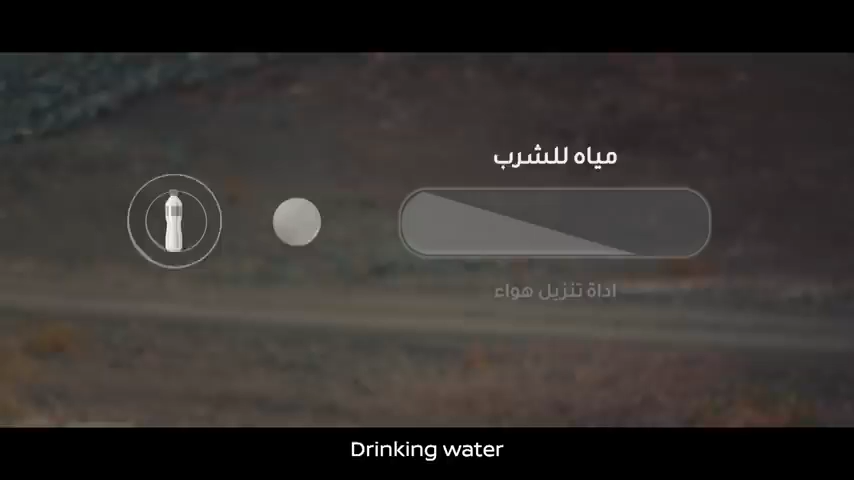 مياه للشرب
اداة تنزيل هواء
Drinking water